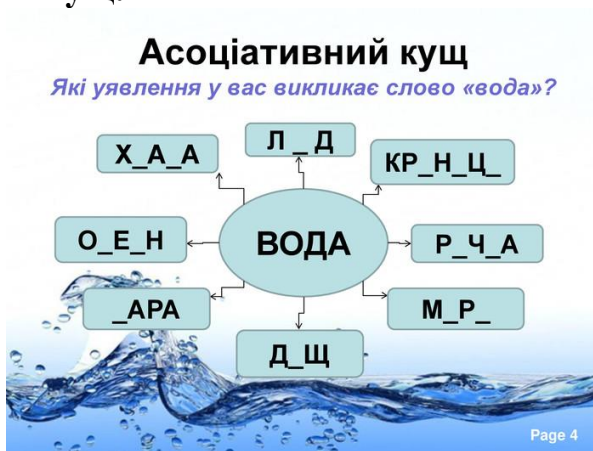 Асоціативний кущ
Які уявлення у вас викликає слово «вода»?
Л _ Д
Х_А_А
КР_Н_Ц_
О_Е_Н
ВОДА
Р_Ч_А
_АРА
М_Р_
Д_Щ
Page 4